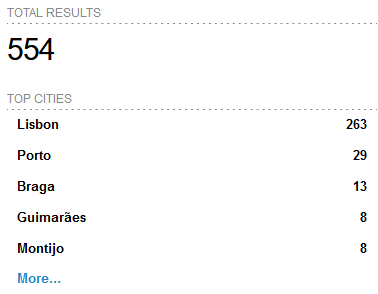 TOTAL RESULTS
554
TOP CITIES
Lisbon 263
Porto 29
Braga 13
Guimarães 8
Montijo 8
More...